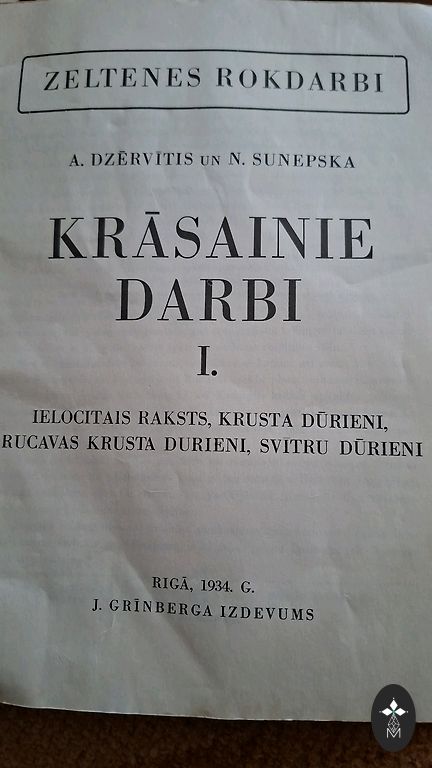 ZELTENES ROKDARBI
A. DZĒRVĪTIS UN N. SUNEPSKA
KRĀSAINIE
DARBI
I.
IELOCITAIS RAKSTS, KRUSTA DŪRIENI,
RUCAVAS KRUSTA DURIENI, SVĪTRU DŪRIENI
RIGĀ, 1934. G.
J. GRĪNBERGA IZDEVUMS